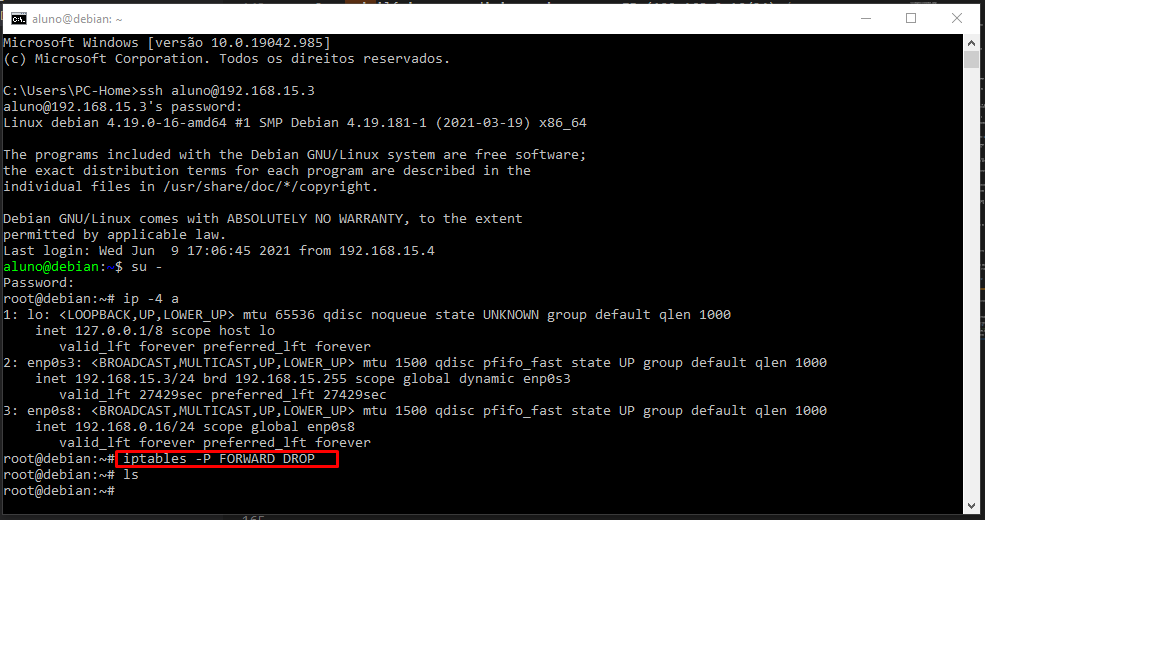 aluno@debian: ~
Microsoft Windows [versão 10.0.19042.985]
(c) Microsoft Corporation. Todos os direitos reservados.
C:\Users\PC-Home>ssh aluno@192.168.15.3
aluno@192.168.15.3's password:
Linux debian 4.19.0-16-amd64 #1 SMP Debian 4.19.181-1 (2021-03-19) x86_64
The programs included with the Debian GNU/Linux system are free software;
the exact distribution terms for each program are described in the
individual files in /usr/share/doc/*/copyright.
Debian GNU/Linux comes with ABSOLUTELY NO WARRANTY, to the extent
permitted by applicable law.
Last login: Wed Jun  9 17:06:45 2021 from 192.168.15.4
aluno@debian:~$ su -
Password:
root@debian:~# ip -4 a
1: lo: <LOOPBACK,UP,LOWER_UP> mtu 65536 qdisc noqueue state UNKNOWN group default qlen 1000
    inet 127.0.0.1/8 scope host lo
       valid_lft forever preferred_lft forever
2: enp0s3: <BROADCAST,MULTICAST,UP,LOWER_UP> mtu 1500 qdisc pfifo_fast state UP group default qlen 1000
    inet 192.168.15.3/24 brd 192.168.15.255 scope global dynamic enp0s3
       valid_lft 27429sec preferred_lft 27429sec
3: enp0s8: <BROADCAST,MULTICAST,UP,LOWER_UP> mtu 1500 qdisc pfifo_fast state UP group default qlen 1000
    inet 192.168.0.16/24 scope global enp0s8
       valid_lft forever preferred_lft forever
root@debian:~# iptables -P FORWARD DROP
root@debian:~# ls
root@debian:~#